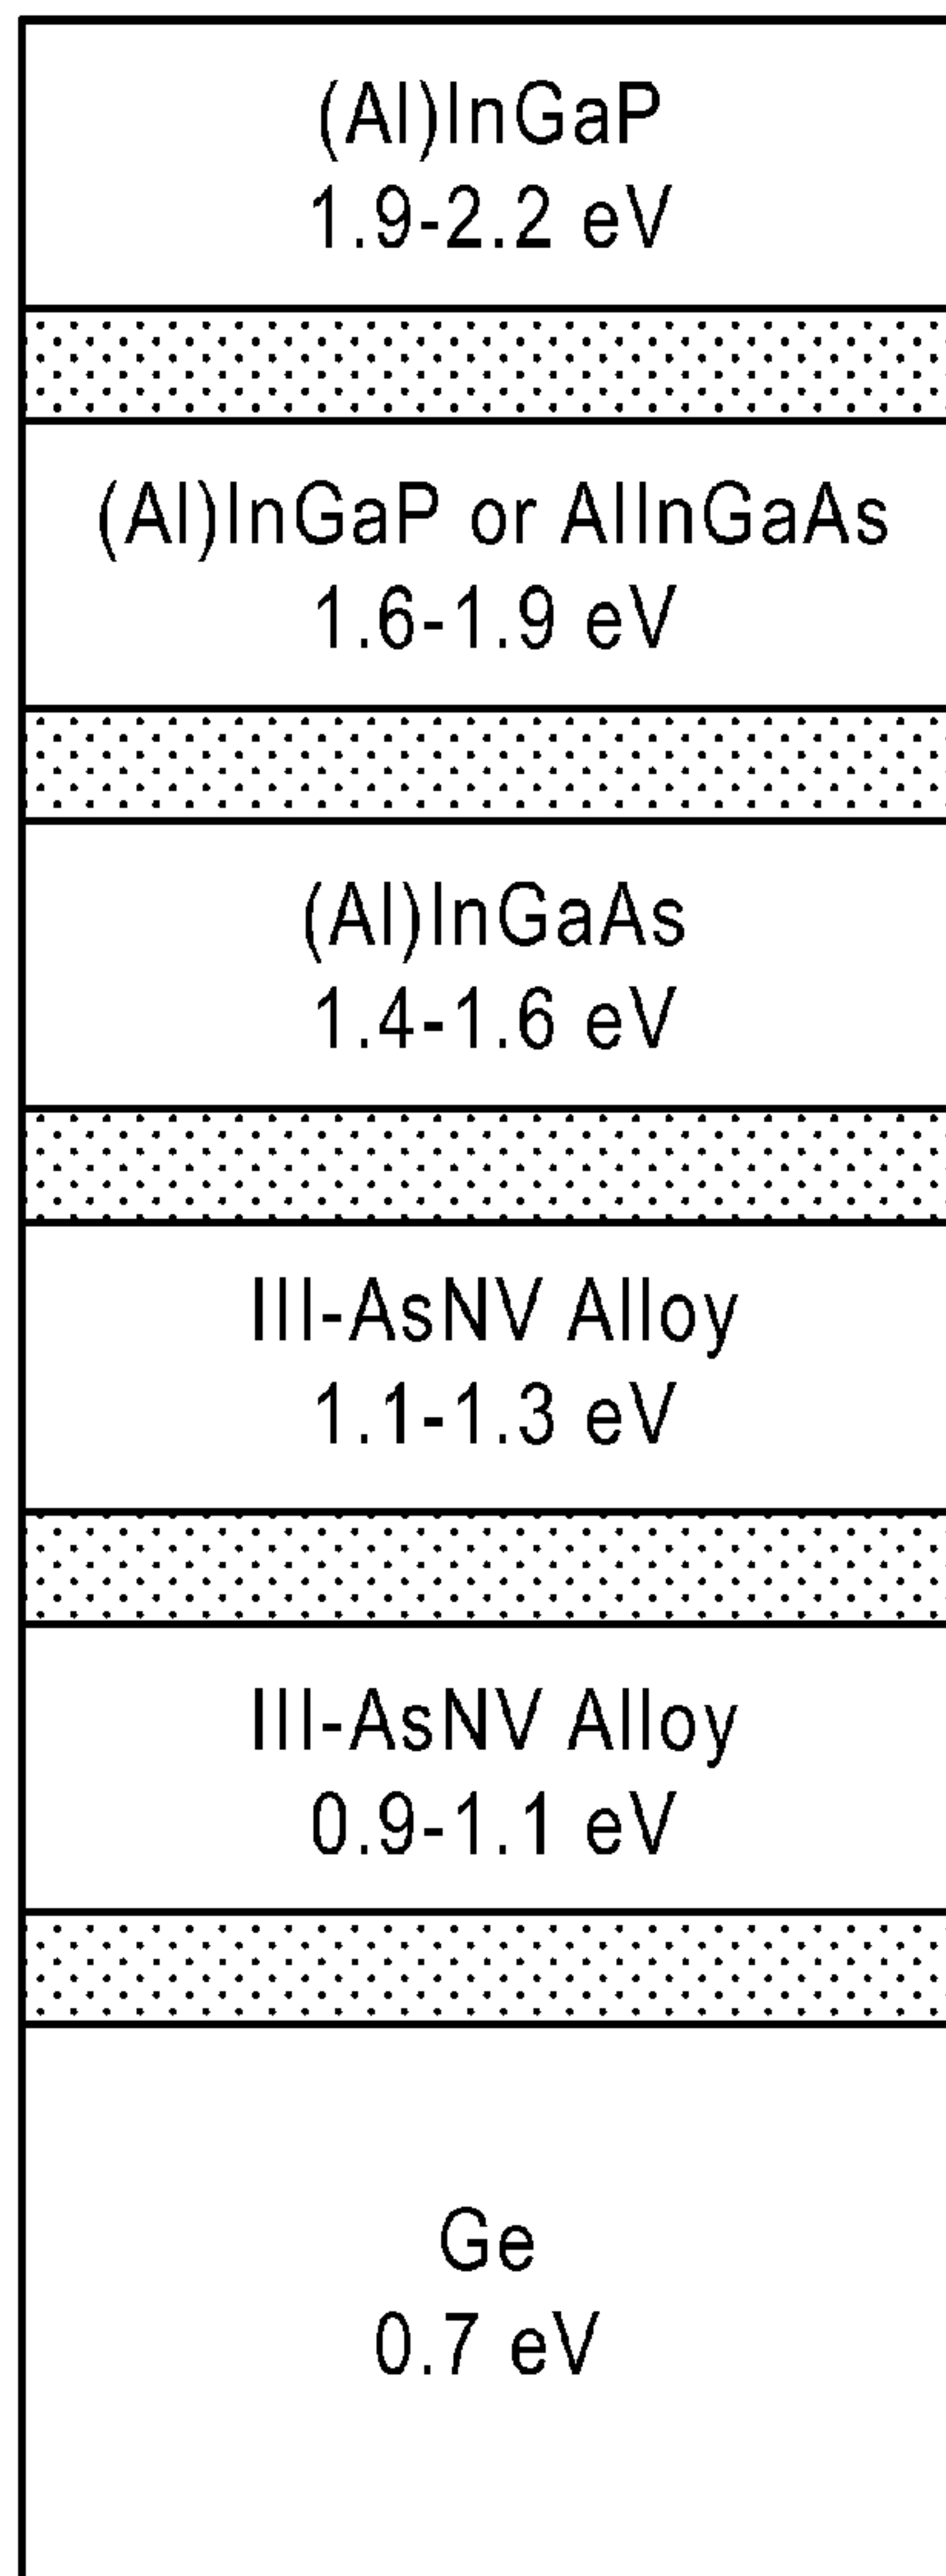 (Al)InGaP
1.9-2.2 eV
(Al)InGaP or AlInGaAs
1.6-1.9 eV
(Al)InGaAs
1.4-1.6 eV
III-AsNV Alloy
1.1-1.3 eV
III-AsNV Alloy
0.9-1.1 eV
Ge
0.7 eV